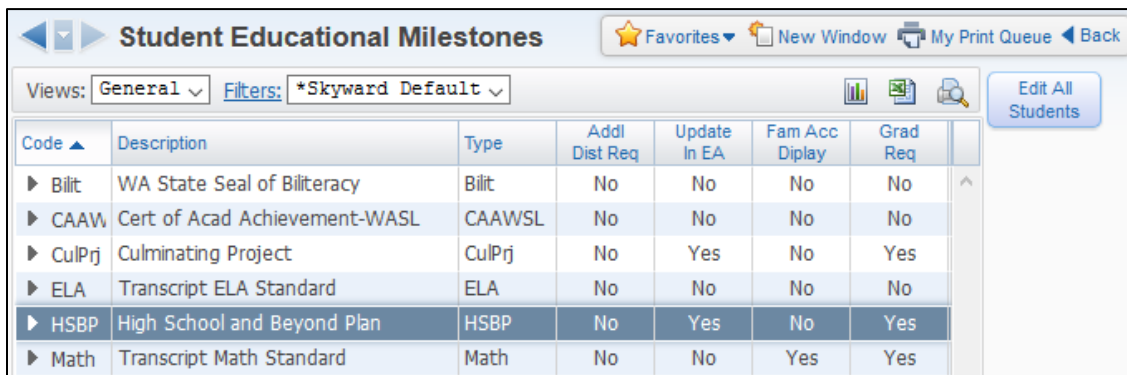 Student Educational Milestones
Favorites New Window My Print Queue Back
Views: General Filters: *Skyward Default
Edit All
Students
Code Description Type Addl Dist Req Update In EA Fam Acc Diplay Grad Req
Bilit WA State Seal of Biliteracy Bilit No No No No
CAAW Cert of Acad Achievement-WASL CAAWSL No No No No
CulPrj Culminating Project CulPrj No Yes No Yes
ELA Transcript ELA Standard ELA No No No No
HSBP High School and Beyond Plan HSBP No Yes No Yes
Math Transcript Math Standard Math No No Yes Yes